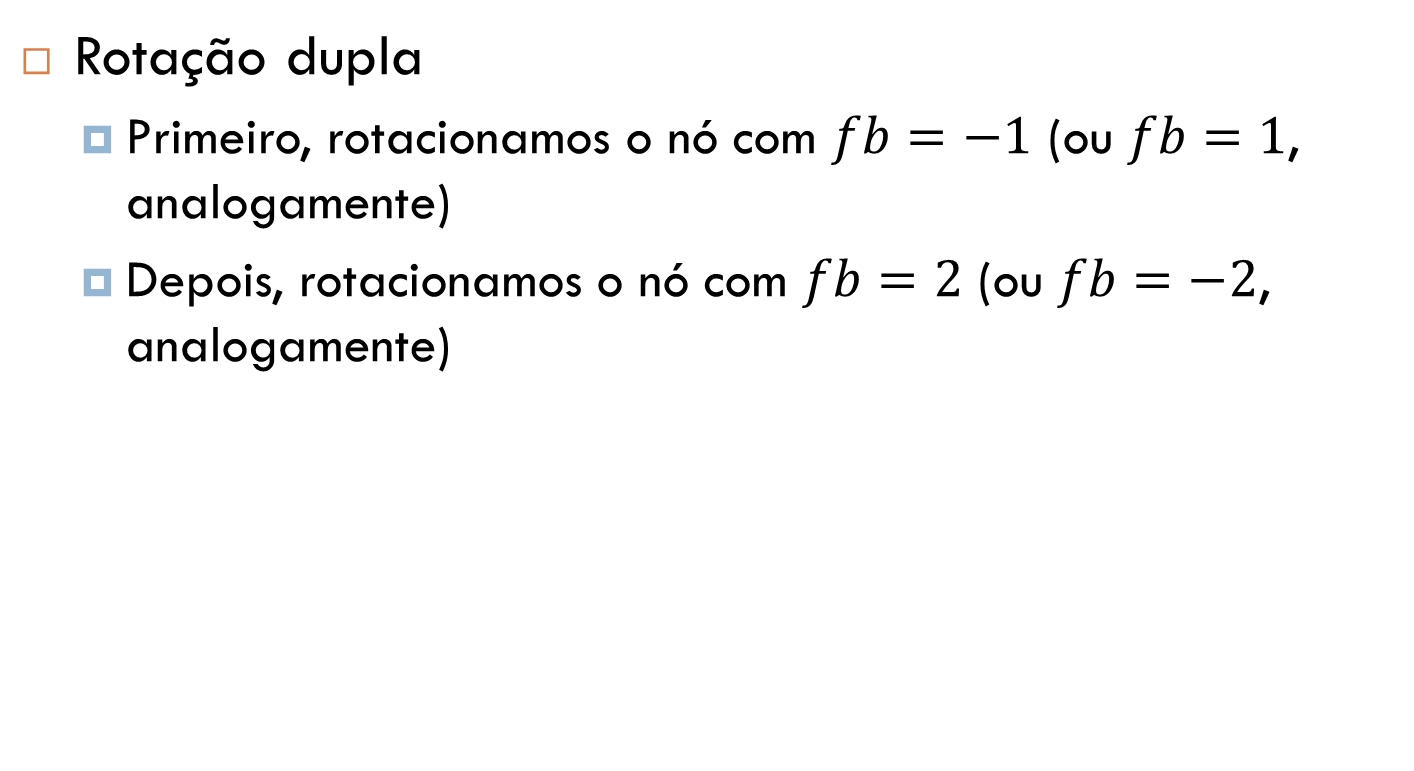 Rotação dupla
Primeiro, rotacionamos o nó com 𝑓𝑏 = −1 (ou 𝑓𝑏 = 1,
analogamente)
Depois, rotacionamos o nó com 𝑓𝑏 = 2 (ou 𝑓𝑏 = −2,
analogamente)